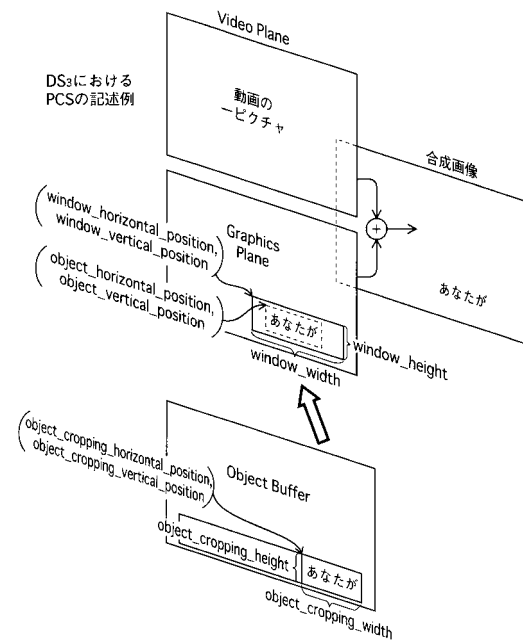 Video Plane
DS3における
PCSの記述例
動画の
一ピクチャ
合成画像
(window_horizontal_position,
window_vertical_position)
Graphics
Plane
(object_horizontal_position,
object_vertical_position)
+
あなたが
あなたが
window_height
window_width
(object_cropping_horizontal_position,
object_cropping_vertical_position)
Object Buffer
object_cropping_height
あなたが
object_cropping_width